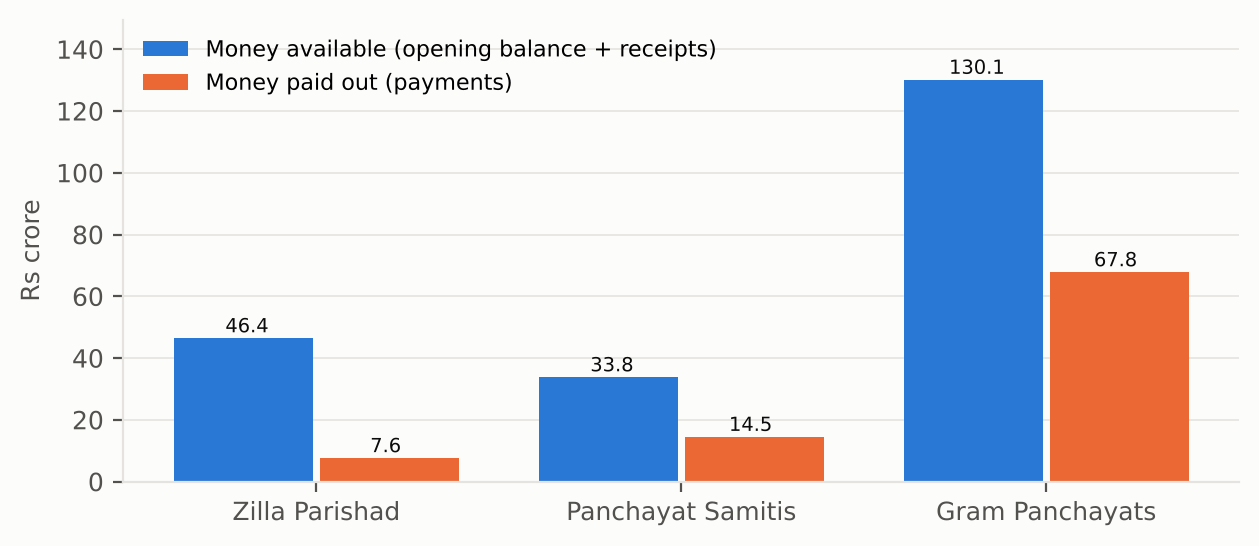 Money available (opening balance + receipts)
Money paid out (payments)
Rs crore
140
120
100
80
60
40
20
0
46.4
7.6
33.8
14.5
130.1
67.8
Zilla Parishad
Panchayat Samitis
Gram Panchayats